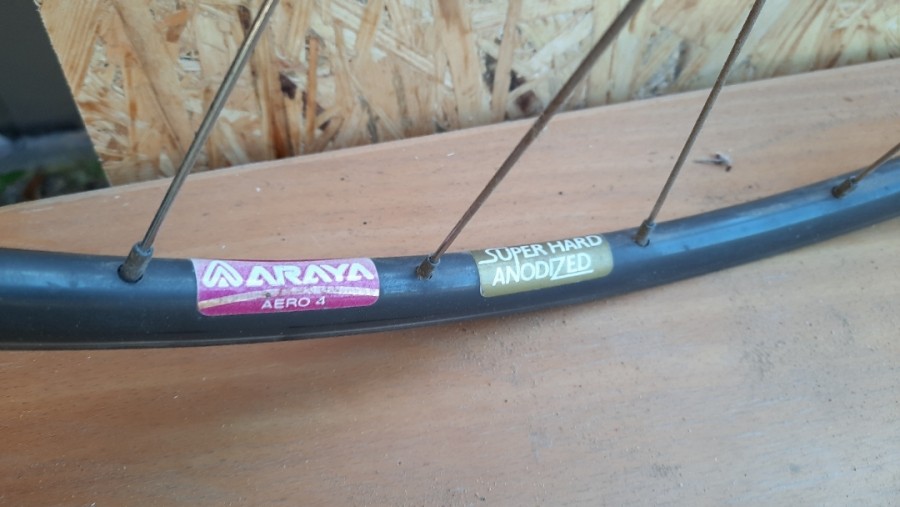 ARAYA
AERO 4
SUPER HARD
ANODIZED